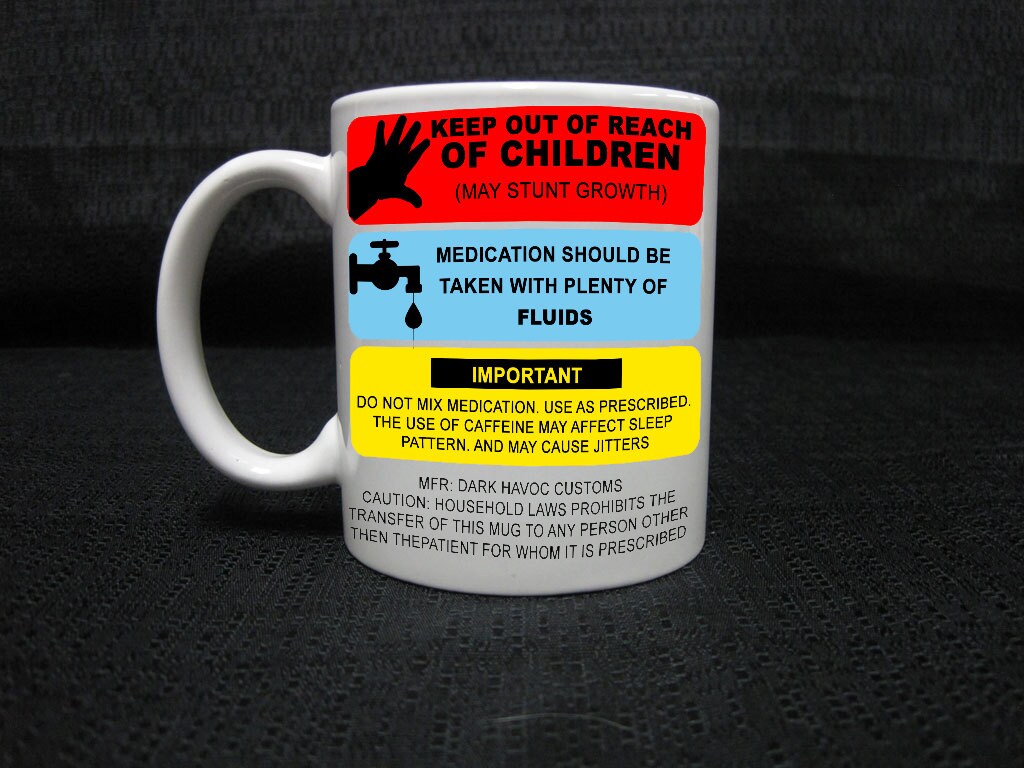 KEEP OUT OF REACH
OF CHILDREN
(MAY STUNT GROWTH)
MEDICATION SHOULD BE
TAKEN WITH PLENTY OF
FLUIDS
IMPORTANT
DO NOT MIX MEDICATION. USE AS PRESCRIBED.
THE USE OF CAFFEINE MAY AFFECT SLEEP
PATTERN. AND MAY CAUSE JITTERS
MFR: DARK HAVOC CUSTOMS
CAUTION: HOUSEHOLD LAWS PROHIBITS THE
TRANSFER OF THIS MUG TO ANY PERSON OTHER
THEN THEPATIENT FOR WHOM IT IS PRESCRIBED